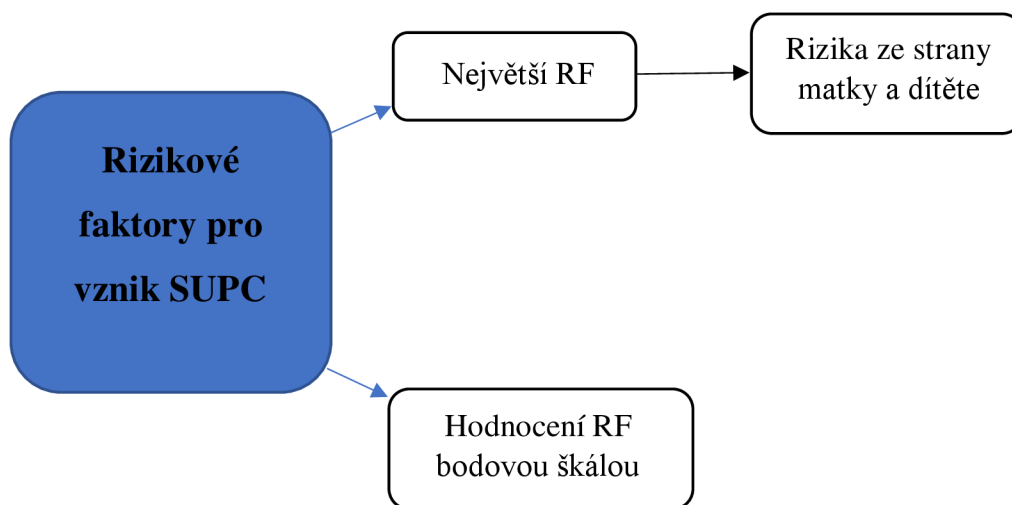 Rizikové
faktory pro
vznik SUPC
Největší RF
Rizika ze strany
matky a dítěte
Hodnocení RF
bodovou škálou